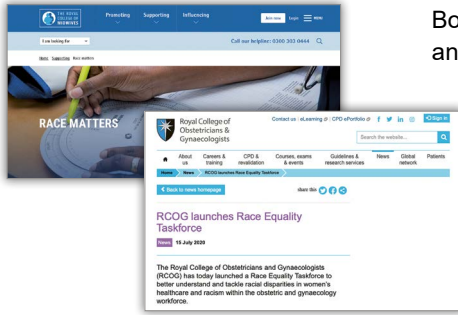 THE ROYAL
COLLEGE OF
MIDWIVES
Promoting
Supporting
Influencing
Join now
Login
MENU
I am looking for
Call our helpline: 0300 303 0444
Home
Supporting
Race matters
RACE MATTERS
Bo
an
Royal College of
Obstetricians &
Gynaecologists
Contact us | eLearning | CPD ePortfolio
Sign in
Search the website...
About us
Careers & training
CPD & revalidation
Courses, exams & events
Guidelines & research services
News
Global network
Patients
Home
News
RCOG launches Race Equality Taskforce
Back to news homepage
share this
RCOG launches Race Equality
Taskforce
News 15 July 2020
The Royal College of Obstetricians and Gynaecologists
(RCOG) has today launched a Race Equality Taskforce to
better understand and tackle racial disparities in women's
healthcare and racism within the obstetric and gynaecology
workforce.